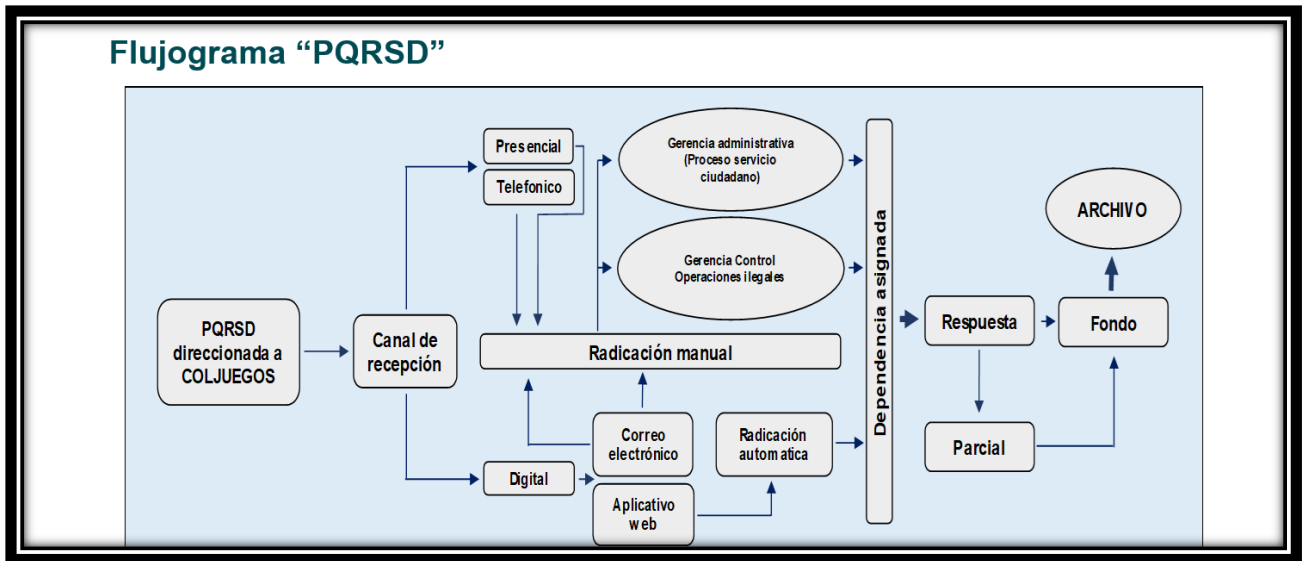 Flujograma “PQRSD”
Presencial
Telefonico
Gerencia administrativa
(Proceso servicio
ciudadano)
Gerencia Control
Operaciones ilegales
Dependencia asignada
ARCHIVO
PQRSD
direccionada a
COLJUEGOS
Canal de
recepción
Radicación manual
Respuesta
Fondo
Correo
electrónico
Radicación
automatica
Parcial
Digital
Aplicativo
web